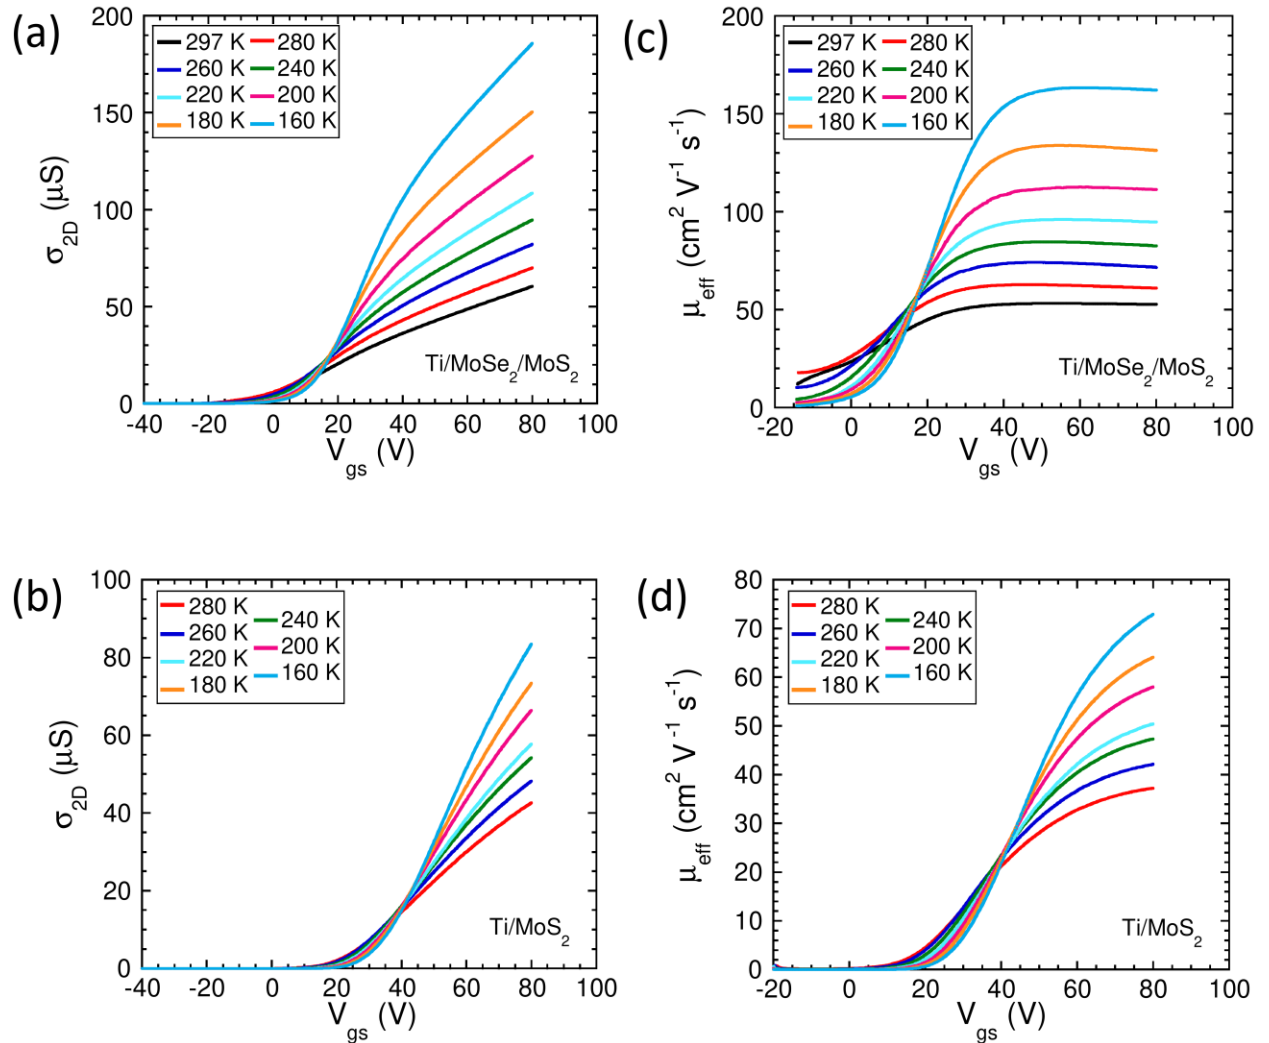 (a)
200
150
100
50
0
σ2D (μS)
297 K 280 K
260 K 240 K
220 K 200 K
180 K 160 K
Ti/MoSe2/MoS2
-40 -20 0 20 40 60 80 100
Vgs (V)
(c)
200
150
100
50
0
μeff (cm2 V-1 s-1)
297 K 280 K
260 K 240 K
220 K 200 K
180 K 160 K
Ti/MoSe2/MoS2
-20 0 20 40 60 80 100
Vgs (V)
(b)
100
80
60
40
20
0
σ2D (μS)
280 K
240 K
260 K
200 K
220 K
160 K
180 K
Ti/MoS2
-40 -20 0 20 40 60 80 100
Vgs (V)
(d)
80
70
60
50
40
30
20
10
0
μeff (cm2 V-1 s-1)
280 K
240 K
260 K
200 K
220 K
160 K
180 K
Ti/MoS2
-20 0 20 40 60 80 100
Vgs (V)